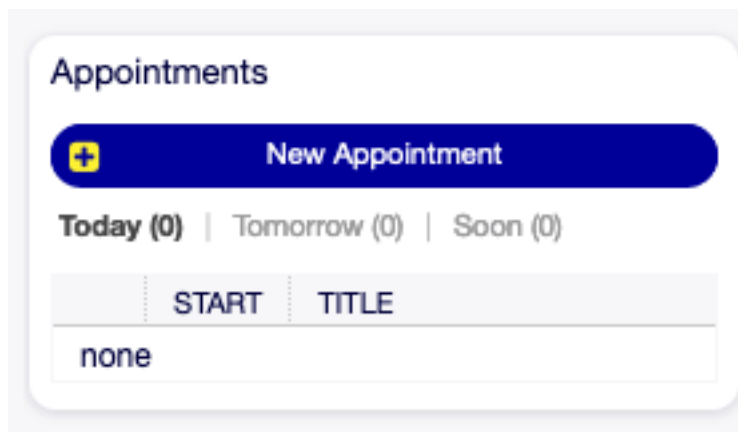 Appointments
New Appointment
Today (0) | Tomorrow (0) | Soon (0)
START TITLE
none